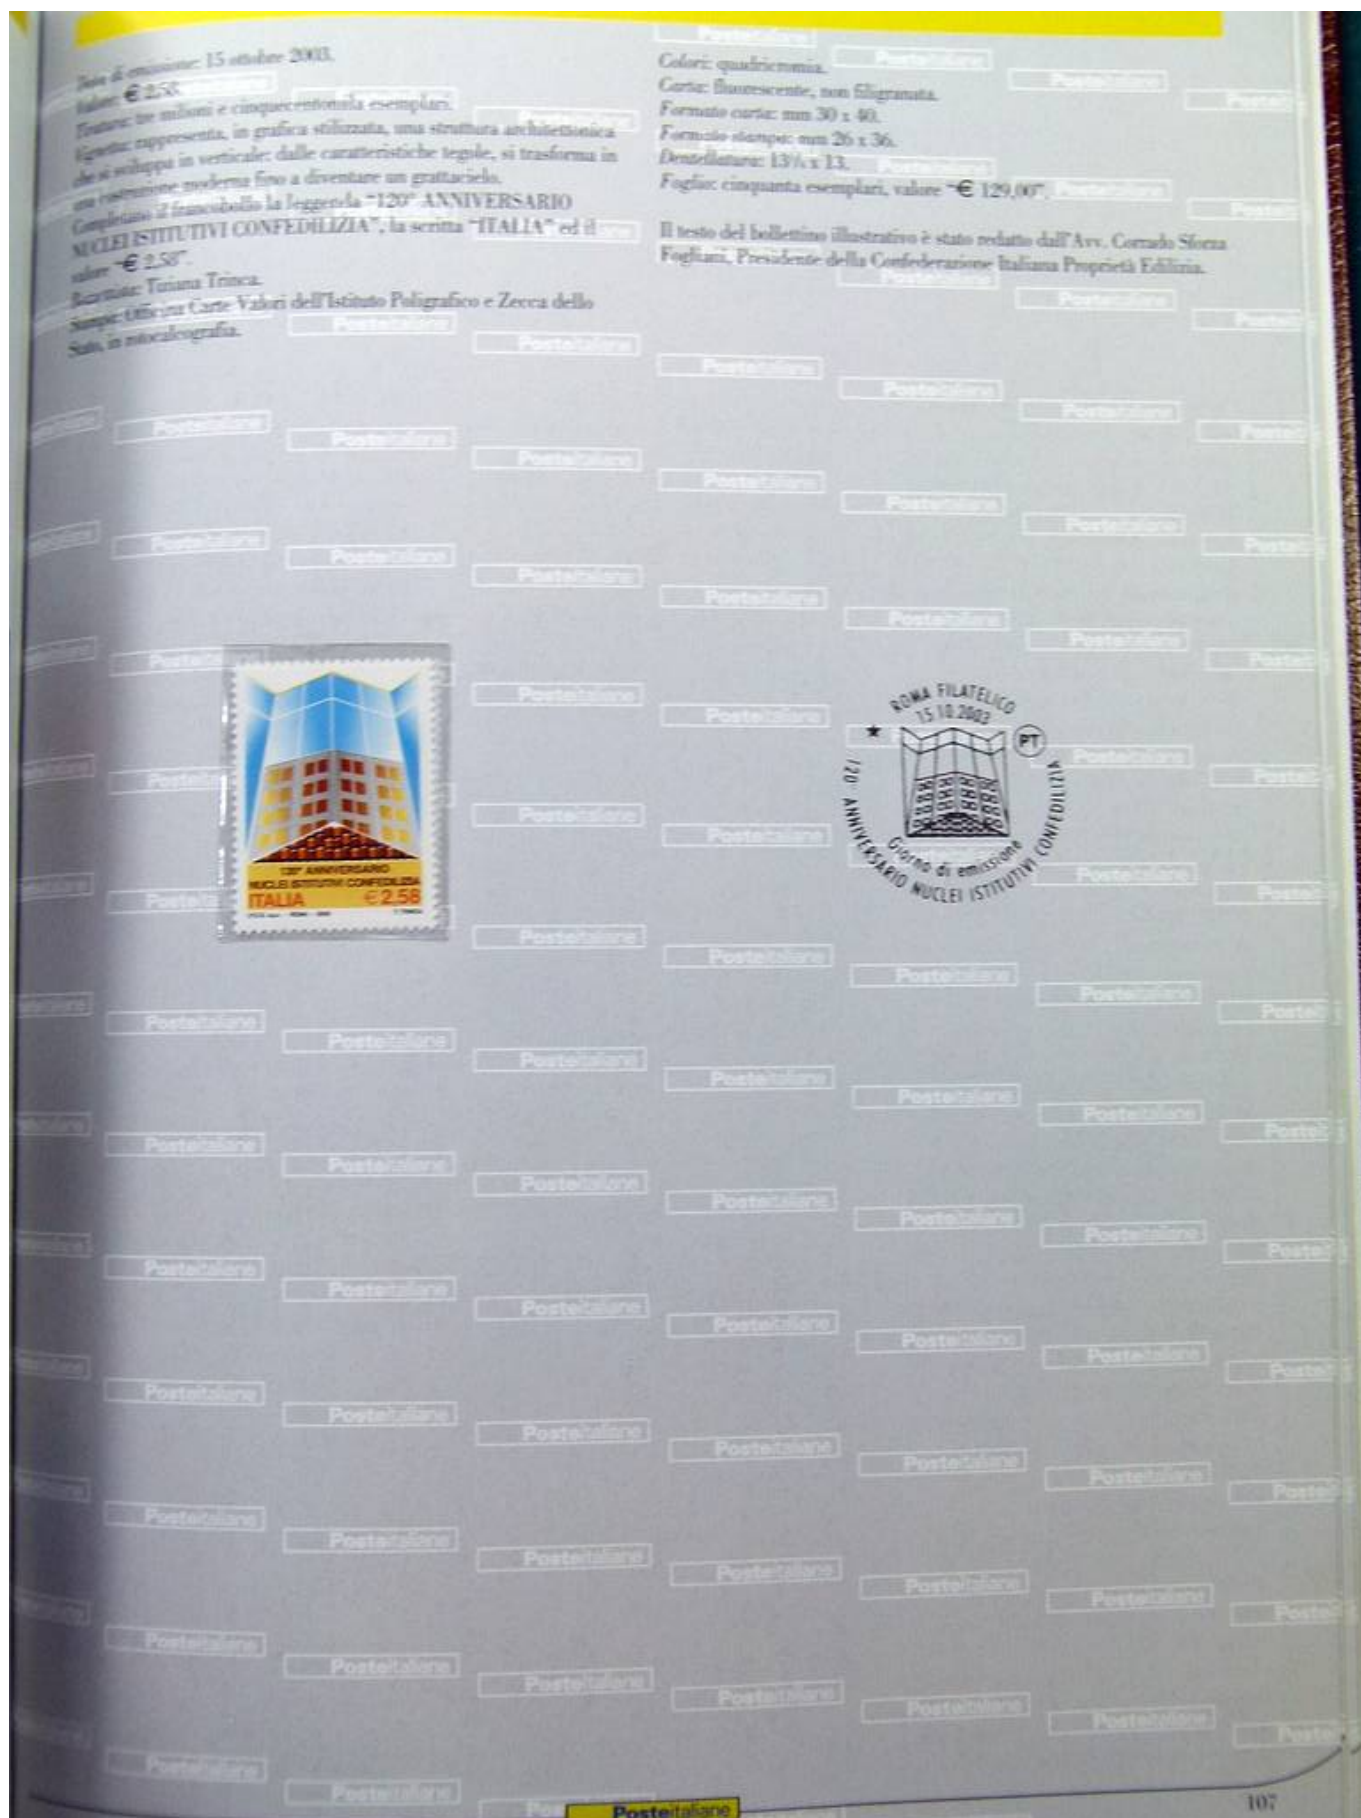 Data di emissione: 15 ottobre 2003.
Valore: € 2,58.
Tiratura: tre milioni e cinquecentomila esemplari.
Vignetta: rappresenta, in grafica stilizzata, una struttura architettonica
che si sviluppa in verticale: dalle caratteristiche tegole, si trasforma in
una costruzione moderna fino a diventare un grattacielo.
Completano il francobollo la leggenda "120° ANNIVERSARIO
NUCLEI ISTITUTIVI CONFEDILIZIA", la scritta "ITALIA" ed il
valore "€ 2,58".
Bozzettista: Tiziana Trinca.
Stampa: Officina Carte Valori dell'Istituto Poligrafico e Zecca dello
Stato, in rotocalcografia.
Colori: quadricromia.
Carta: fluorescente, non filigranata.
Formato carta: mm 30 x 40.
Formato stampa: mm 26 x 36.
Dentellatura: 13¼ x 13.
Foglio: cinquanta esemplari, valore "€ 129,00".
Il testo del bollettino illustrativo è stato redatto dall'Avv. Corrado Sforza
Fogliani, Presidente della Confederazione Italiana Proprietà Edilizia.
120° ANNIVERSARIO
NUCLEI ISTITUTIVI CONFEDILIZIA
ITALIA €2,58
ROMA FILATELICO
15.10.2003
PT
Giorno di emissione
120° ANNIVERSARIO NUCLEI ISTITUTIVI CONFEDILIZIA
Posteitaliane
107